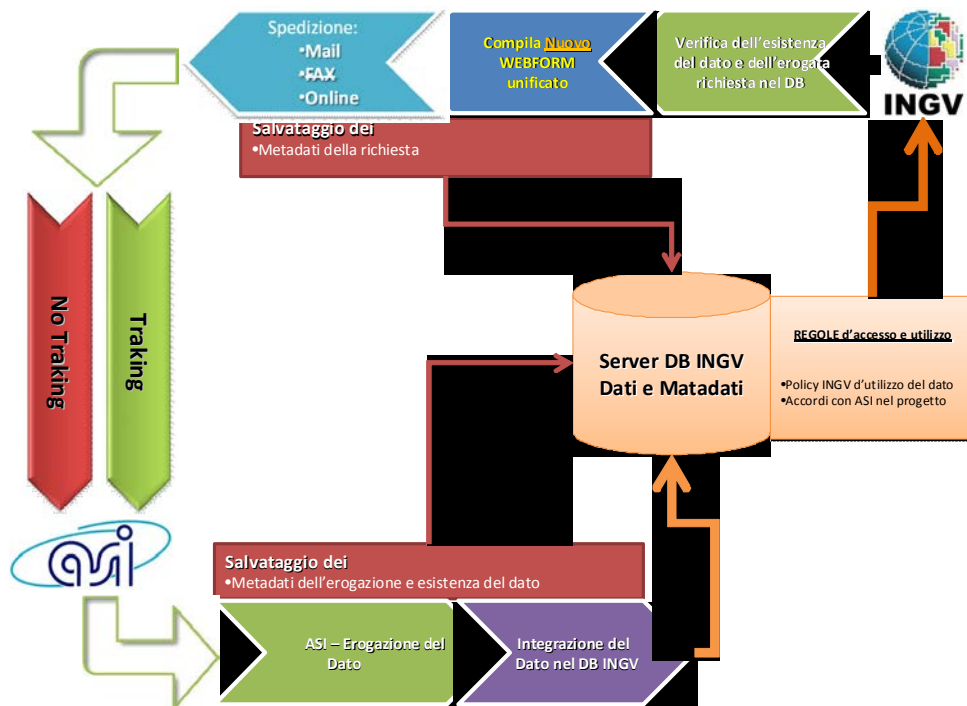 Spedizione:
•Mail
•FAX
•Online
Compila Nuovo
WEBFORM
unificato
Verifica dell'esistenza
del dato e dell'erogata
richiesta nel DB
INGV
Salvataggio dei
•Metadati della richiesta
No Traking
Traking
Server DB INGV
Dati e Matadati
REGOLE d'accesso e utilizzo
•Policy INGV d'utilizzo del dato
•Accordi con ASI nel progetto
asi
Salvataggio dei
•Metadati dell'erogazione e esistenza del dato
ASI – Erogazione del
Dato
Integrazione del
Dato nel DB INGV